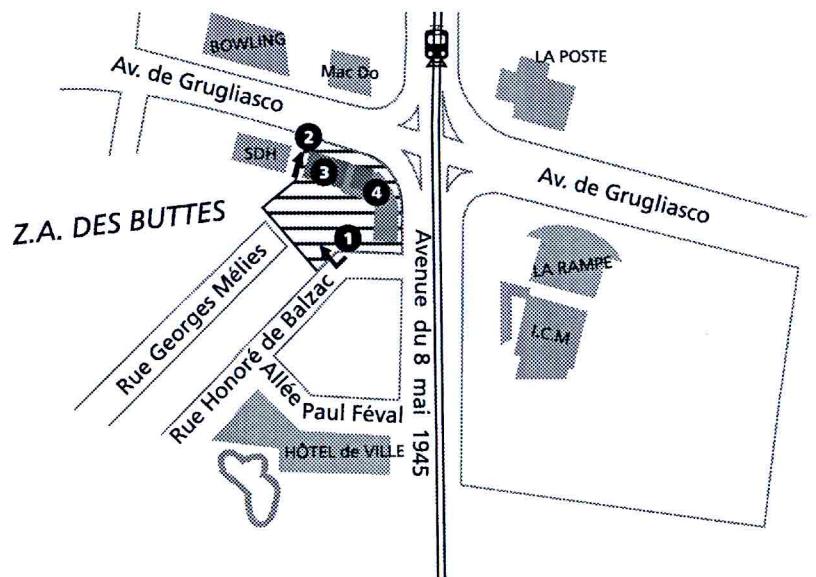 BOWLING
Mac Do
LA POSTE
Av. de Grugliasco
2
SDH
3
4
Av. de Grugliasco
Z.A. DES BUTTES
1
LA RAMPE
I.C.M
Rue Georges Mélies
Rue Honoré de Balzac
Avenue du 8 mai 1945
Allée
Paul Féval
HÔTEL de VILLE